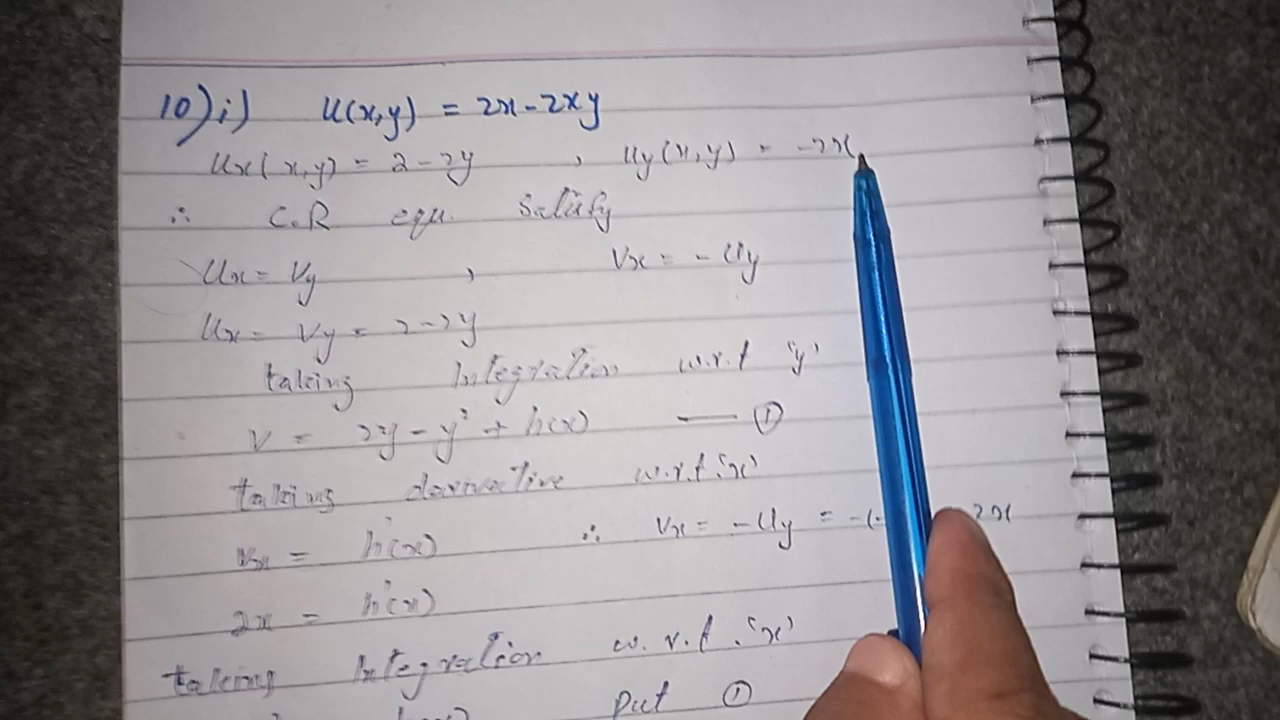 10) i) u(x,y) = 2x - 2xy
ux(x,y) = 2 - 2y , uy(x,y) = -2x
∴ C.R equ. satisfy
ux = vy , vx = -uy
ux = vy = 2 - 2y
taking Integration w.r.t 'y'
v = 2y - y² + h(x) —— ①
taking derivative w.r.t 'x'
vx = h'(x) ∴ vx = -uy = -(- 2x
2x = h'(x)
taking Integration w.r.t. 'x'
h(x) put ①